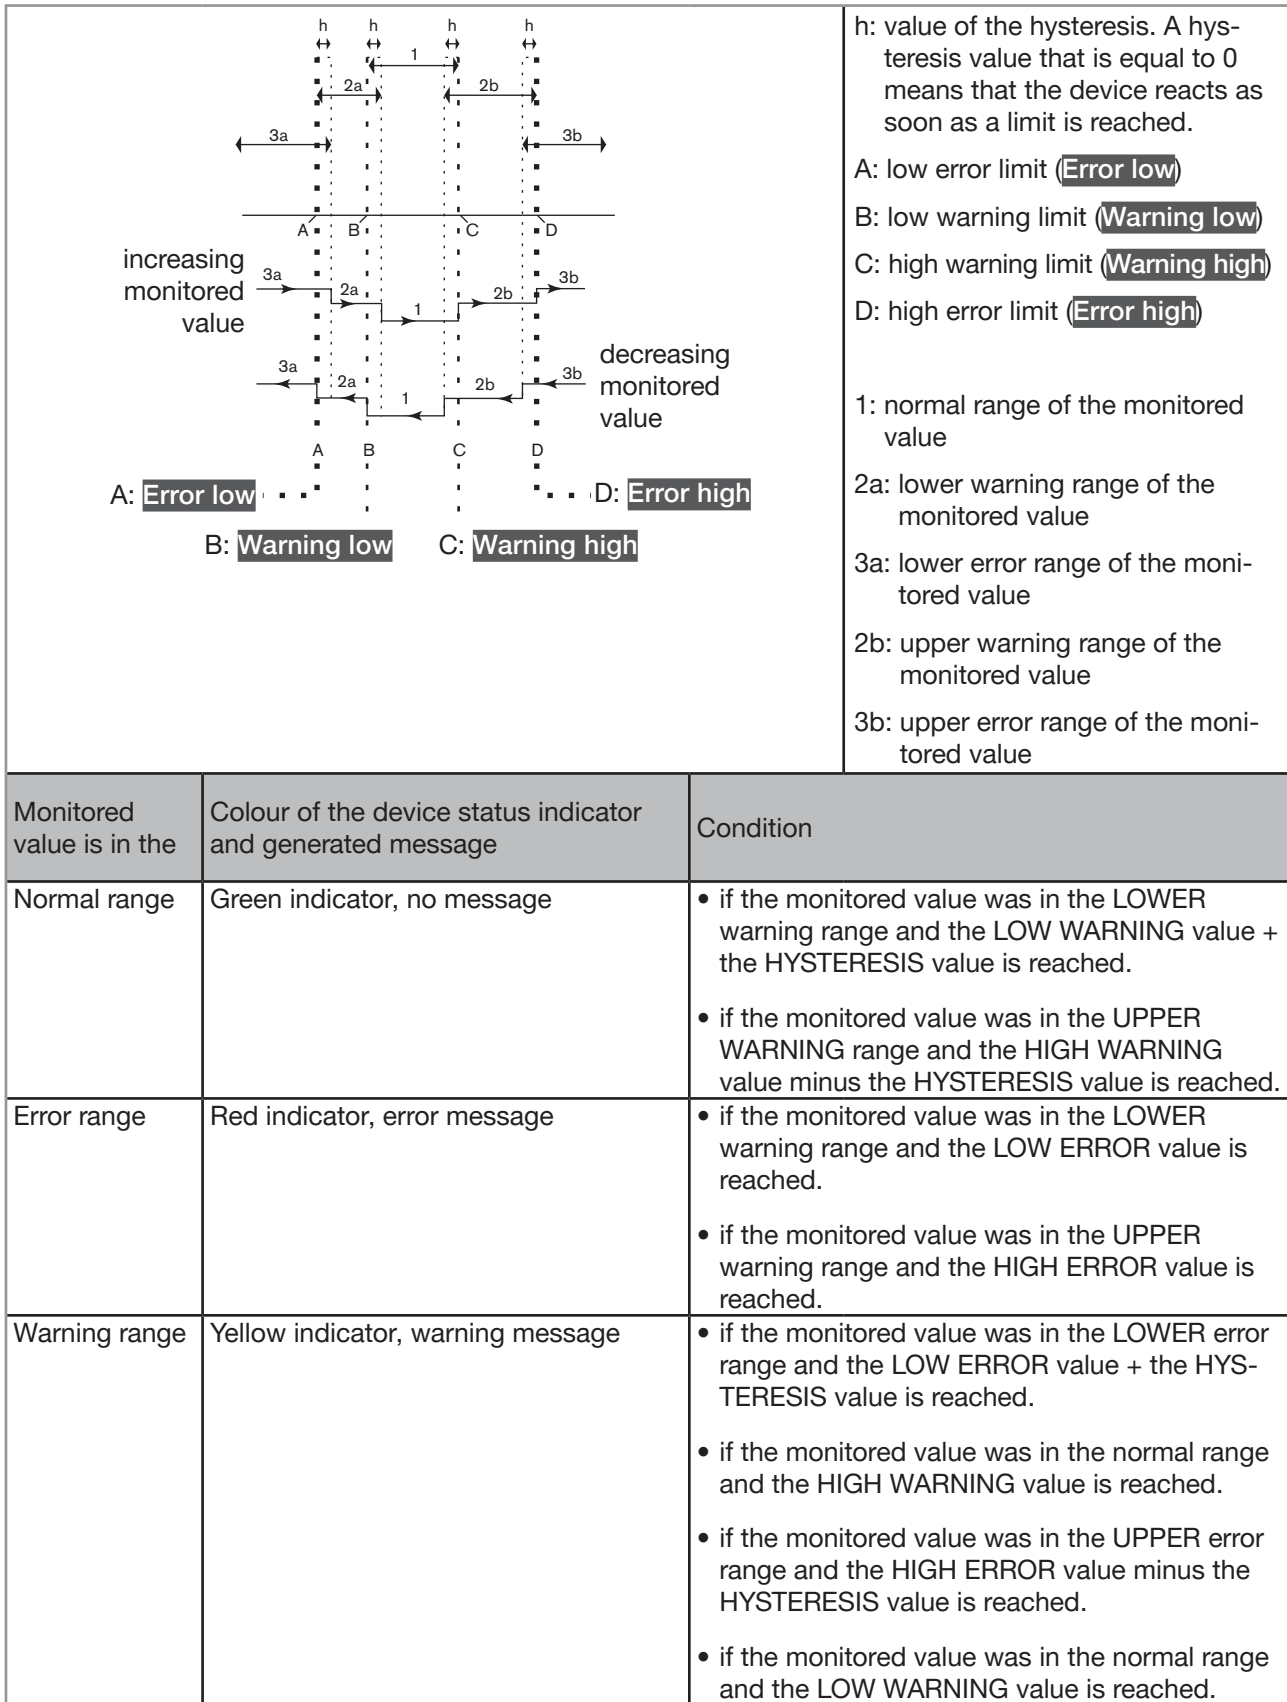 h h h h
1
2a 2b
3a 3b
A B C D
increasing
monitored
value
3a 2a 1 2b 3b
decreasing
monitored
value
3a 2a 1 2b 3b
A B C D
A: Error low
D: Error high
B: Warning low C: Warning high
h: value of the hysteresis. A hys-
teresis value that is equal to 0
means that the device reacts as
soon as a limit is reached.
A: low error limit (Error low)
B: low warning limit (Warning low)
C: high warning limit (Warning high)
D: high error limit (Error high)
1: normal range of the monitored
value
2a: lower warning range of the
monitored value
3a: lower error range of the moni-
tored value
2b: upper warning range of the
monitored value
3b: upper error range of the moni-
tored value
Monitored
value is in the
Colour of the device status indicator
and generated message
Condition
Normal range
Green indicator, no message
• if the monitored value was in the LOWER
warning range and the LOW WARNING value +
the HYSTERESIS value is reached.
• if the monitored value was in the UPPER
WARNING range and the HIGH WARNING
value minus the HYSTERESIS value is reached.
Error range
Red indicator, error message
• if the monitored value was in the LOWER
warning range and the LOW ERROR value is
reached.
• if the monitored value was in the UPPER
warning range and the HIGH ERROR value is
reached.
Warning range
Yellow indicator, warning message
• if the monitored value was in the LOWER error
range and the LOW ERROR value + the HYS-
TERESIS value is reached.
• if the monitored value was in the normal range
and the HIGH WARNING value is reached.
• if the monitored value was in the UPPER error
range and the HIGH ERROR value minus the
HYSTERESIS value is reached.
• if the monitored value was in the normal range
and the LOW WARNING value is reached.